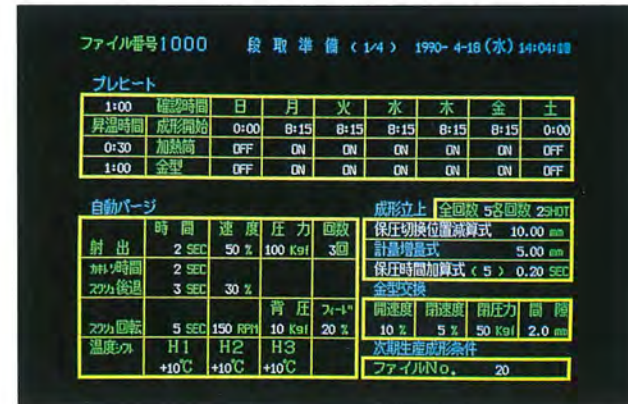 ファイル番号1000 段取準備(1/4) 1990- 4-18(水)14:04:
プレヒート
1:00 確認時間 日 月 火 水 木 金 土
昇温時間 成形開始 0:00 8:15 8:15 8:15 8:15 8:15 0:00
0:30 加熱筒 OFF ON ON ON ON ON OFF
1:00 金型 OFF ON ON ON ON ON OFF
自動パージ
時間 速度 圧力 回数
射出 2 SEC 50 % 100 Kgf 3回
時間 2 SEC
スクリュ後退 3 SEC 30 %
背圧 フィード
スクリュ回転 5 SEC 150 RPM 10 Kgf 20 %
温度シフト H1 H2 H3
+10℃ +10℃ +10℃
成形立上 全回数 5各回数 2SHOT
保圧切換位置減算式 10.00 mm
計量増量式 5.00 mm
保圧時間加算式(5) 0.20 SEC
金型交換
開速度 閉速度 閉圧力 間隔
10 % 5 % 50 Kgf 2.0 mm
次期生産成形条件
ファイルNo. 20